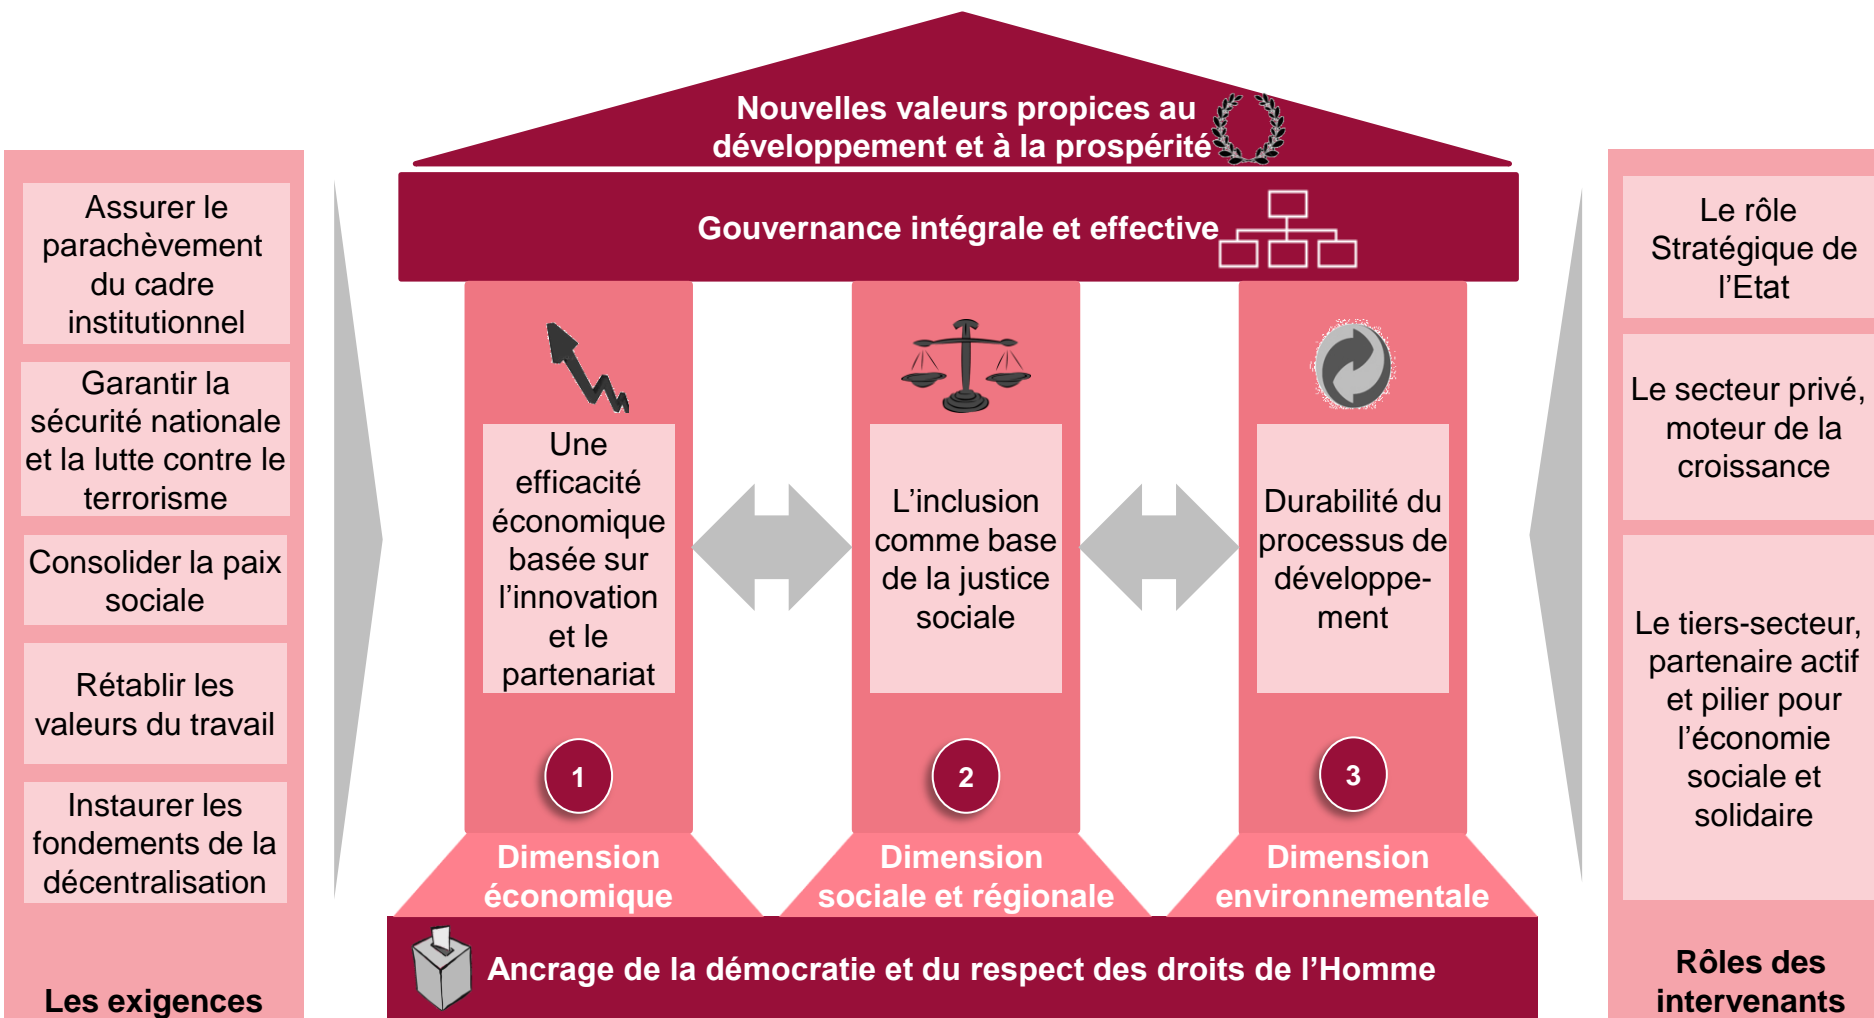 Nouvelles valeurs propices au
développement et à la prospérité
Gouvernance intégrale et effective
Assurer le
parachèvement
du cadre
institutionnel
Garantir la
sécurité nationale
et la lutte contre le
terrorisme
Consolider la paix
sociale
Rétablir les
valeurs du travail
Instaurer les
fondements de la
décentralisation
Les exigences
Une
efficacité
économique
basée sur
l’innovation
et le
partenariat
1
Dimension
économique
L’inclusion
comme base
de la justice
sociale
2
Dimension
sociale et régionale
Durabilité du
processus de
développe-
ment
3
Dimension
environnementale
Ancrage de la démocratie et du respect des droits de l’Homme
Le rôle
Stratégique de
l’Etat
Le secteur privé,
moteur de la
croissance
Le tiers-secteur,
partenaire actif
et pilier pour
l’économie
sociale et
solidaire
Rôles des
intervenants